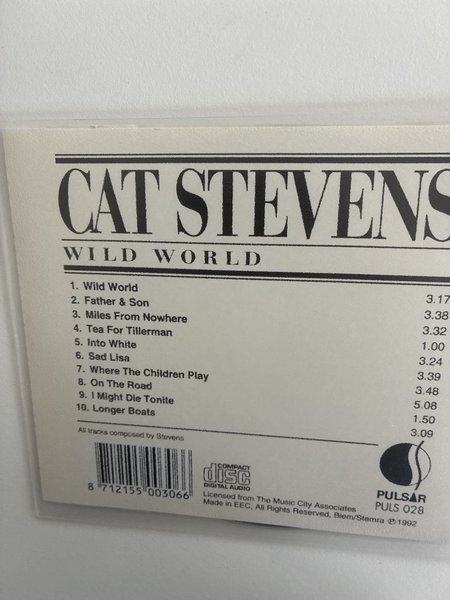 CAT STEVENS
WILD WORLD
1. Wild World 3.17
2. Father & Son 3.38
3. Miles From Nowhere 3.32
4. Tea For Tillerman 1.00
5. Into White 3.24
6. Sad Lisa 3.39
7. Where The Children Play 3.48
8. On The Road 5.08
9. I Might Die Tonite 1.50
10. Longer Boats 3.09
All tracks composed by Stevens
8 712155 003066
COMPACT
disc
DIGITAL AUDIO
Licensed from The Music City Associates
Made in EEC, All Rights Reserved, Biem/Stemra ℗ 1992
PULSAR
PULS 028